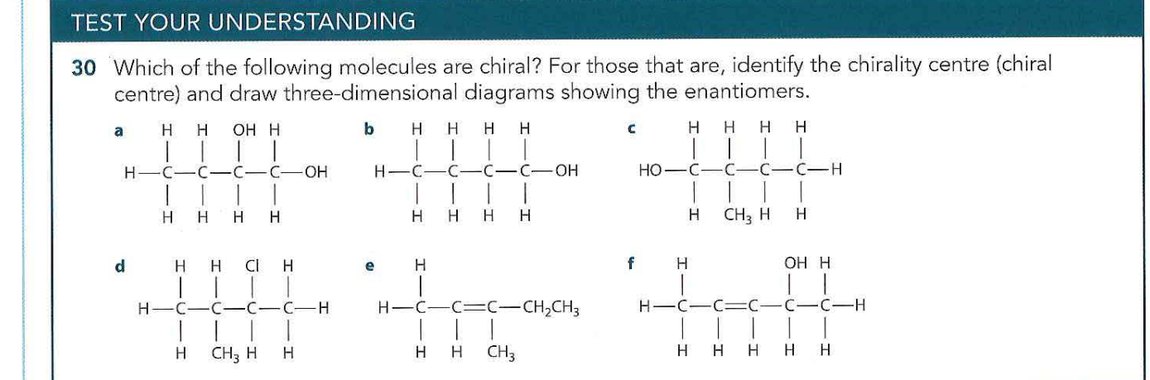 TEST YOUR UNDERSTANDING
30 Which of the following molecules are chiral? For those that are, identify the chirality centre (chiral
centre) and draw three-dimensional diagrams showing the enantiomers.
a H H OH H b H H H H c H H H H
H—C—C—C—C—OH H—C—C—C—C—OH HO—C—C—C—C—H
H H H H H H H H H CH3 H H
d H H Cl H e H f H OH H
H—C—C—C—C—H H—C—C=C—CH2CH3 H—C—C=C—C—C—H
H CH3 H H H H CH3 H H H H H